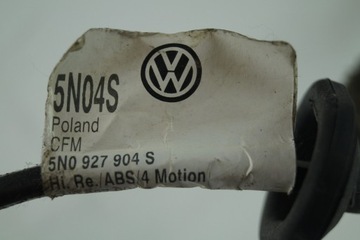 5N04S
Poland
CFM
5N0 927 904 S
Hi. Re./ABS/4 Motion